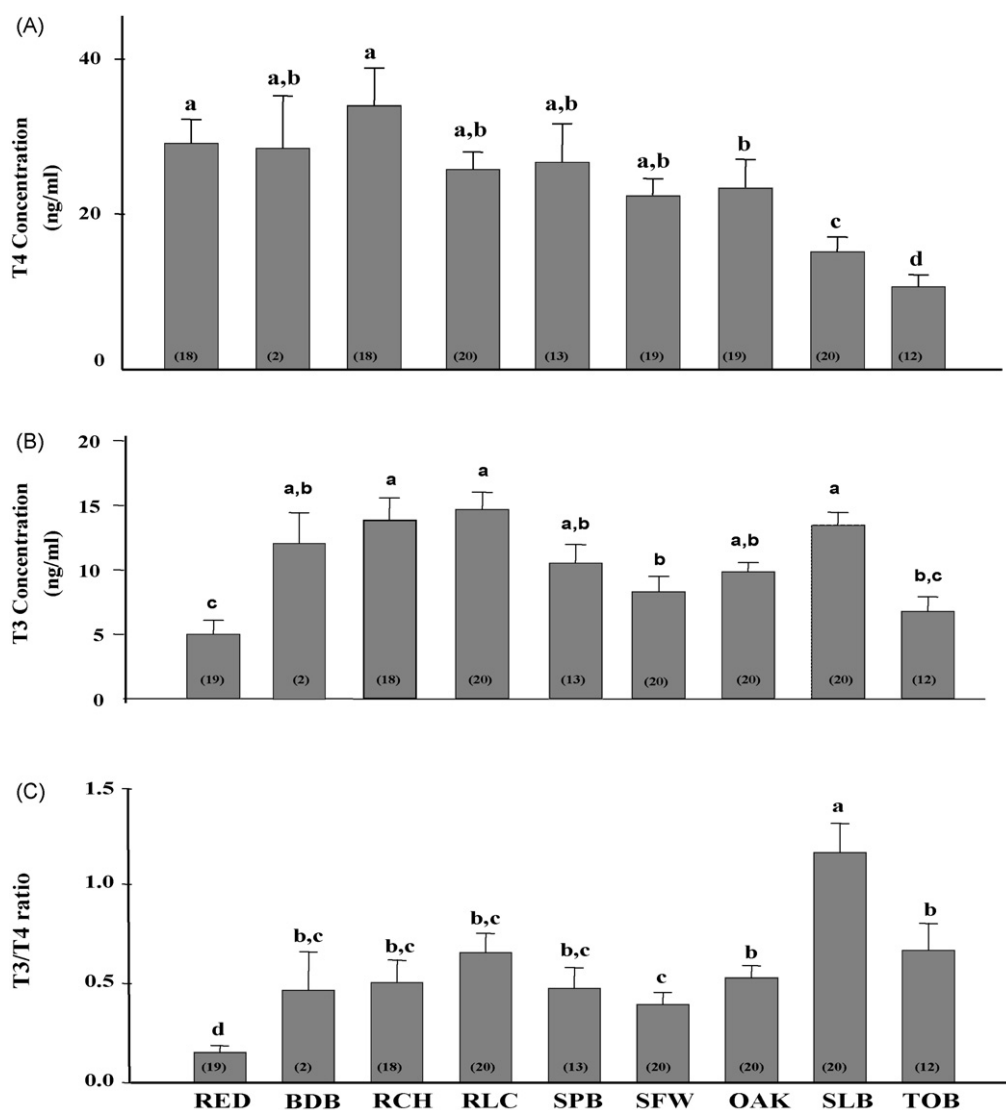 (A)
T4 Concentration
(ng/ml)
40
20
0
a
a,b
a
a,b
a,b
a,b
b
c
d
(18) (2) (18) (20) (13) (19) (19) (20) (12)
(B)
T3 Concentration
(ng/ml)
20
15
10
5
0
c
a,b
a
a
a,b
b
a,b
a
b,c
(19) (2) (18) (20) (13) (20) (20) (20) (12)
(C)
T3/T4 ratio
1.5
1.0
0.5
0.0
d
b,c
b,c
b,c
b,c
c
b
a
b
(19) (2) (18) (20) (13) (20) (20) (20) (12)
RED BDB RCH RLC SPB SFW OAK SLB TOB